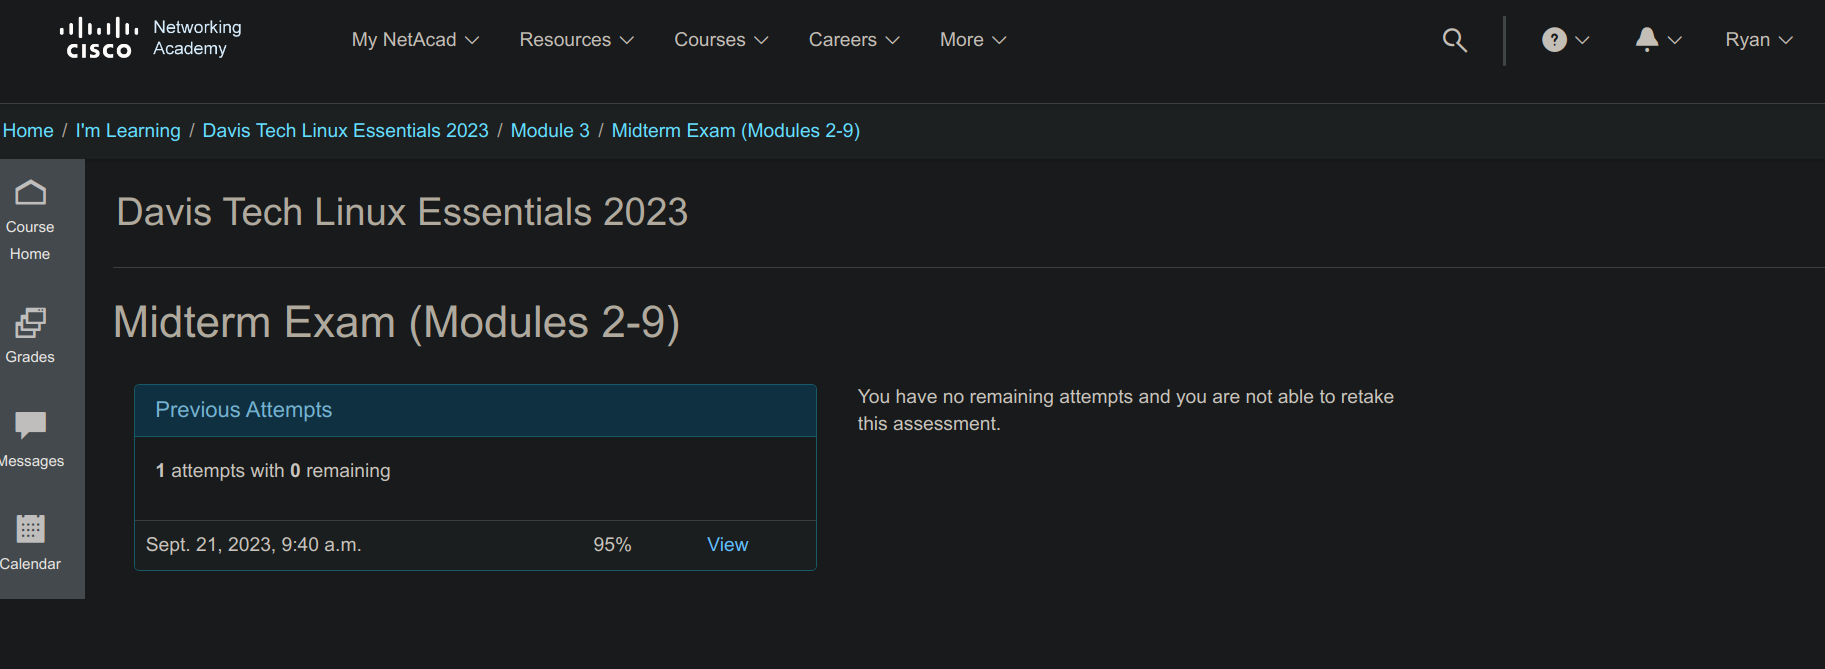 CISCO Networking Academy
My NetAcad Resources Courses Careers More ? Ryan
Home / I'm Learning / Davis Tech Linux Essentials 2023 / Module 3 / Midterm Exam (Modules 2-9)
Course
Home
Grades
Messages
Calendar
Davis Tech Linux Essentials 2023
Midterm Exam (Modules 2-9)
Previous Attempts
1 attempts with 0 remaining
Sept. 21, 2023, 9:40 a.m. 95% View
You have no remaining attempts and you are not able to retake
this assessment.